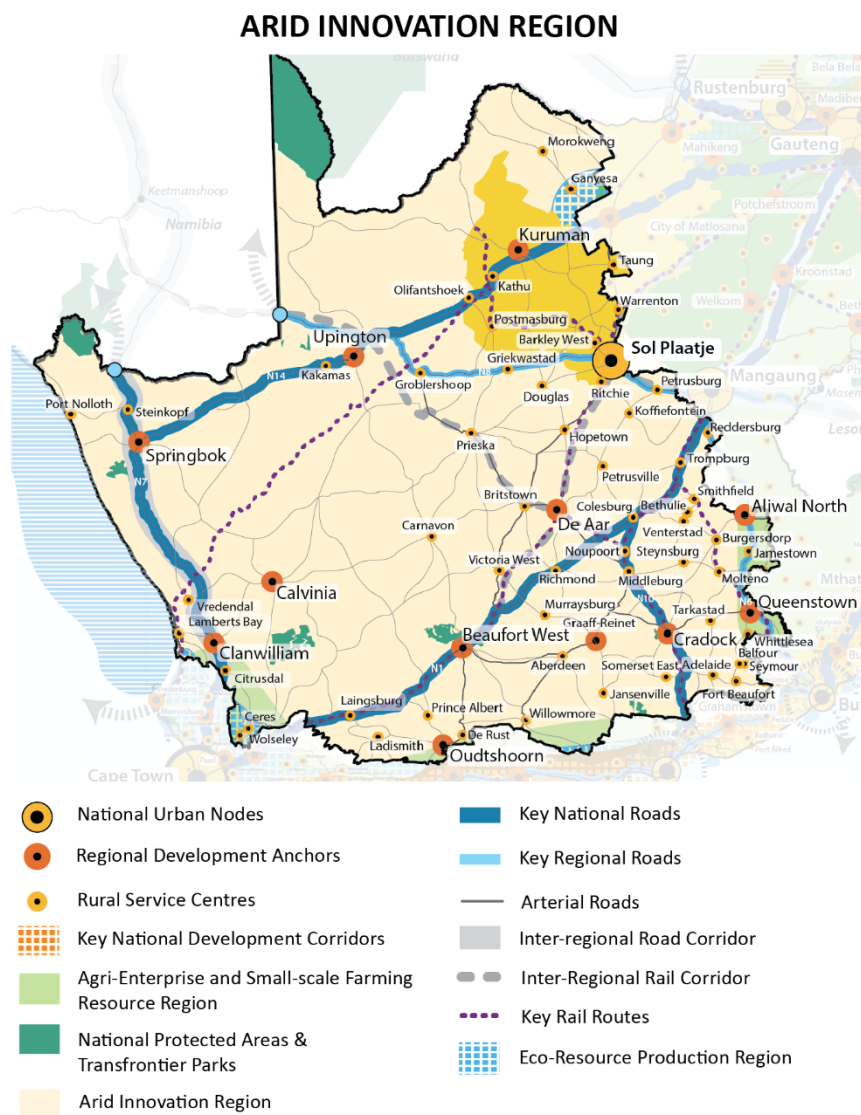 ARID INNOVATION REGION
Botswana
Rustenburg
Bela Bela
Madibeng
Morokweng
Mahikeng
Gauteng
Ganyesa
Keetmanshoop
Potchefstroom
Namibia
City of Matlosana
Kuruman
Taung
Kroonstad
Kathu
Olifantshoek
Welkom
Warrenton
Postmasburg
Upington
Barkley West
Sol Plaatje
Griekwastad
N14
Kakamas
N8
Groblershoop
Mangaung
Ritchie
Petrusburg
Douglas
Port Nolloth
Steinkopf
Koffiefontein
Springbok
Prieska
Hopetown
Reddersburg
Trompburg
Petrusville
N7
Smithfield
Britstown
Colesburg
Bethulie
Aliwal North
De Aar
Carnavon
Venterstad
Burgersdorp
Noupoort
Steynsburg
Jamestown
Victoria West
Richmond
Middleburg
Molteno
Calvinia
N10
Vredendal
Murraysburg
Tarkastad
N6
Queenstown
Lamberts Bay
Graaff-Reinet
Beaufort West
Cradock
Whittlesea
Clanwilliam
Balfour
N1
Aberdeen
Somerset East
Adelaide
Seymour
Citrusdal
Jansenville
Fort Beaufort
Laingsburg
Prince Albert
Grahamstown
Ceres
Willowmore
De Rust
Wolseley
Ladismith
Port Alfred
Oudtshoorn
Cape Town
National Urban Nodes
Key National Roads
Regional Development Anchors
Key Regional Roads
Rural Service Centres
Arterial Roads
Key National Development Corridors
Inter-regional Road Corridor
Agri-Enterprise and Small-scale Farming
Resource Region
Inter-Regional Rail Corridor
Key Rail Routes
National Protected Areas &
Transfrontier Parks
Eco-Resource Production Region
Arid Innovation Region